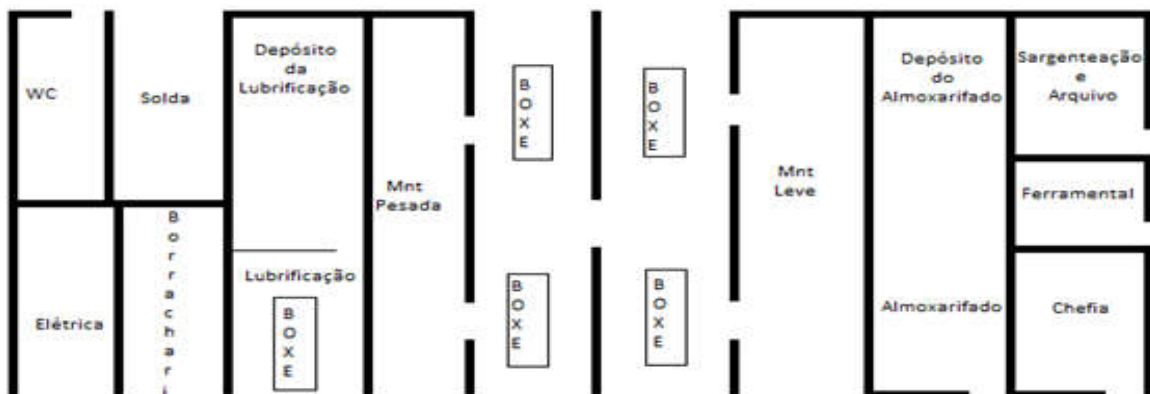 WC
Solda
Depósito
da
Lubrificação
Mnt
Pesada
BOXE
BOXE
Mnt
Leve
Depósito
do
Almoxarifado
Sargenteação
e
Arquivo
Ferramental
Elétrica
Borrachari
Lubrificação
BOXE
BOXE
BOXE
Almoxarifado
Chefia